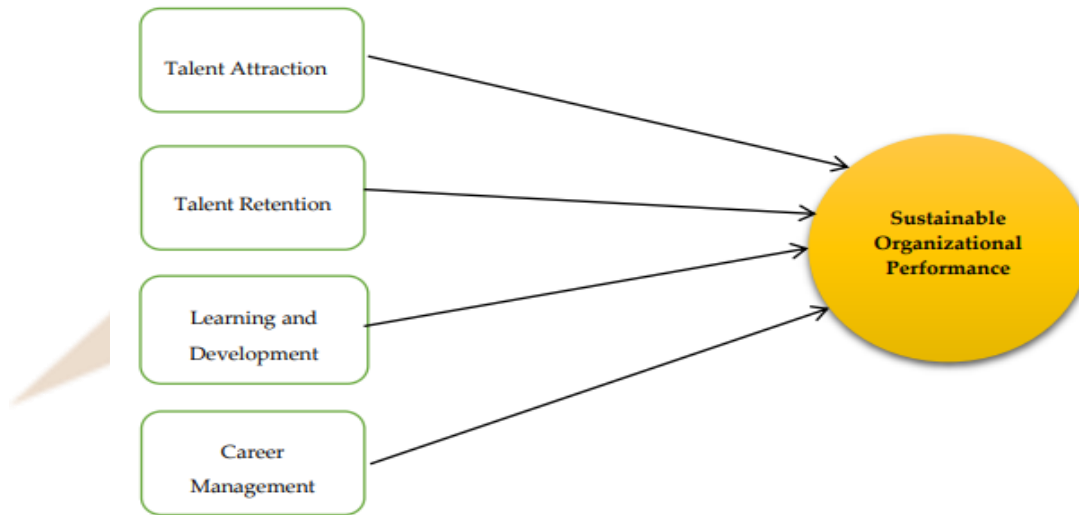 Talent Attraction
Talent Retention
Learning and
Development
Career
Management
Sustainable
Organizational
Performance